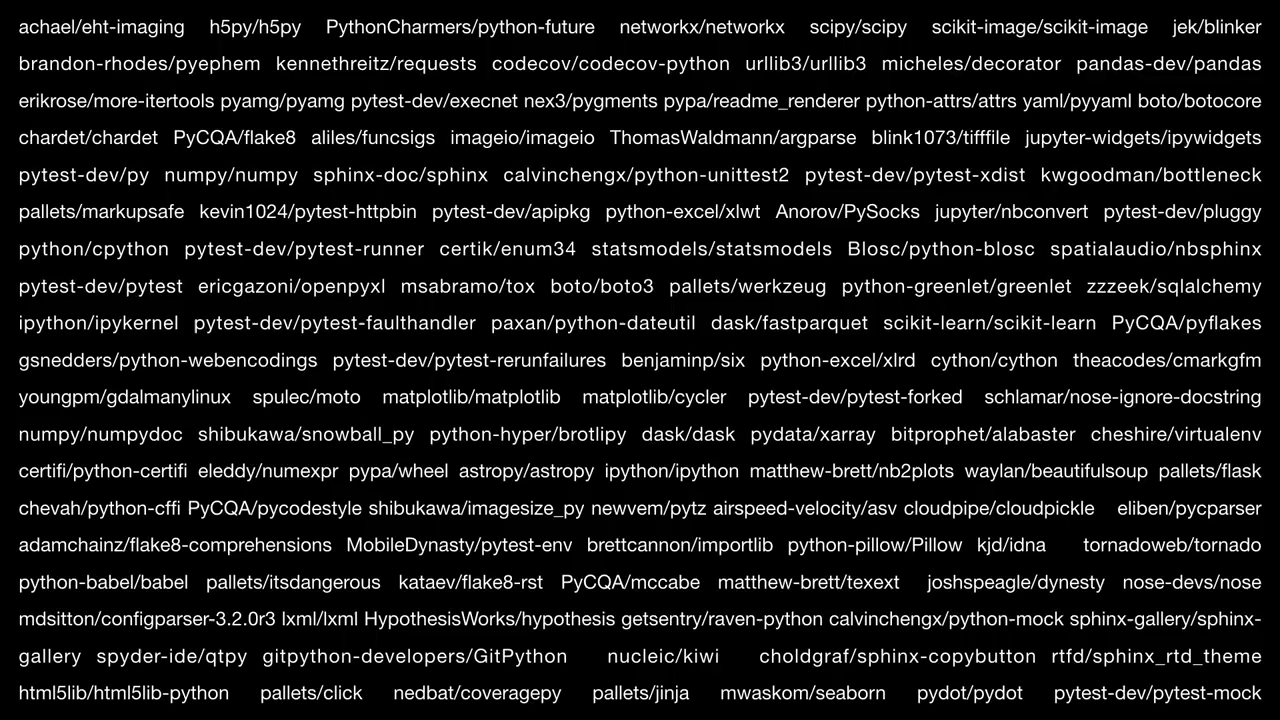 achael/eht-imaging h5py/h5py PythonCharmers/python-future networkx/networkx scipy/scipy scikit-image/scikit-image jek/blinker
brandon-rhodes/pyephem kennethreitz/requests codecov/codecov-python urllib3/urllib3 micheles/decorator pandas-dev/pandas
erikrose/more-itertools pyamg/pyamg pytest-dev/execnet nex3/pygments pypa/readme_renderer python-attrs/attrs yaml/pyyaml boto/botocore
chardet/chardet PyCQA/flake8 aliles/funcsigs imageio/imageio ThomasWaldmann/argparse blink1073/tifffile jupyter-widgets/ipywidgets
pytest-dev/py numpy/numpy sphinx-doc/sphinx calvinchengx/python-unittest2 pytest-dev/pytest-xdist kwgoodman/bottleneck
pallets/markupsafe kevin1024/pytest-httpbin pytest-dev/apipkg python-excel/xlwt Anorov/PySocks jupyter/nbconvert pytest-dev/pluggy
python/cpython pytest-dev/pytest-runner certik/enum34 statsmodels/statsmodels Blosc/python-blosc spatialaudio/nbsphinx
pytest-dev/pytest ericgazoni/openpyxl msabramo/tox boto/boto3 pallets/werkzeug python-greenlet/greenlet zzzeek/sqlalchemy
ipython/ipykernel pytest-dev/pytest-faulthandler paxan/python-dateutil dask/fastparquet scikit-learn/scikit-learn PyCQA/pyflakes
gsnedders/python-webencodings pytest-dev/pytest-rerunfailures benjaminp/six python-excel/xlrd cython/cython theacodes/cmarkgfm
youngpm/gdalmanylinux spulec/moto matplotlib/matplotlib matplotlib/cycler pytest-dev/pytest-forked schlamar/nose-ignore-docstring
numpy/numpydoc shibukawa/snowball_py python-hyper/brotlipy dask/dask pydata/xarray bitprophet/alabaster cheshire/virtualenv
certifi/python-certifi eleddy/numexpr pypa/wheel astropy/astropy ipython/ipython matthew-brett/nb2plots waylan/beautifulsoup pallets/flask
chevah/python-cffi PyCQA/pycodestyle shibukawa/imagesize_py newvem/pytz airspeed-velocity/asv cloudpipe/cloudpickle eliben/pycparser
adamchainz/flake8-comprehensions MobileDynasty/pytest-env brettcannon/importlib python-pillow/Pillow kjd/idna tornadoweb/tornado
python-babel/babel pallets/itsdangerous kataev/flake8-rst PyCQA/mccabe matthew-brett/texext joshspeagle/dynesty nose-devs/nose
mdsitton/configparser-3.2.0r3 lxml/lxml HypothesisWorks/hypothesis getsentry/raven-python calvinchengx/python-mock sphinx-gallery/sphinx-
gallery spyder-ide/qtpy gitpython-developers/GitPython nucleic/kiwi choldgraf/sphinx-copybutton rtfd/sphinx_rtd_theme
html5lib/html5lib-python pallets/click nedbat/coveragepy pallets/jinja mwaskom/seaborn pydot/pydot pytest-dev/pytest-mock